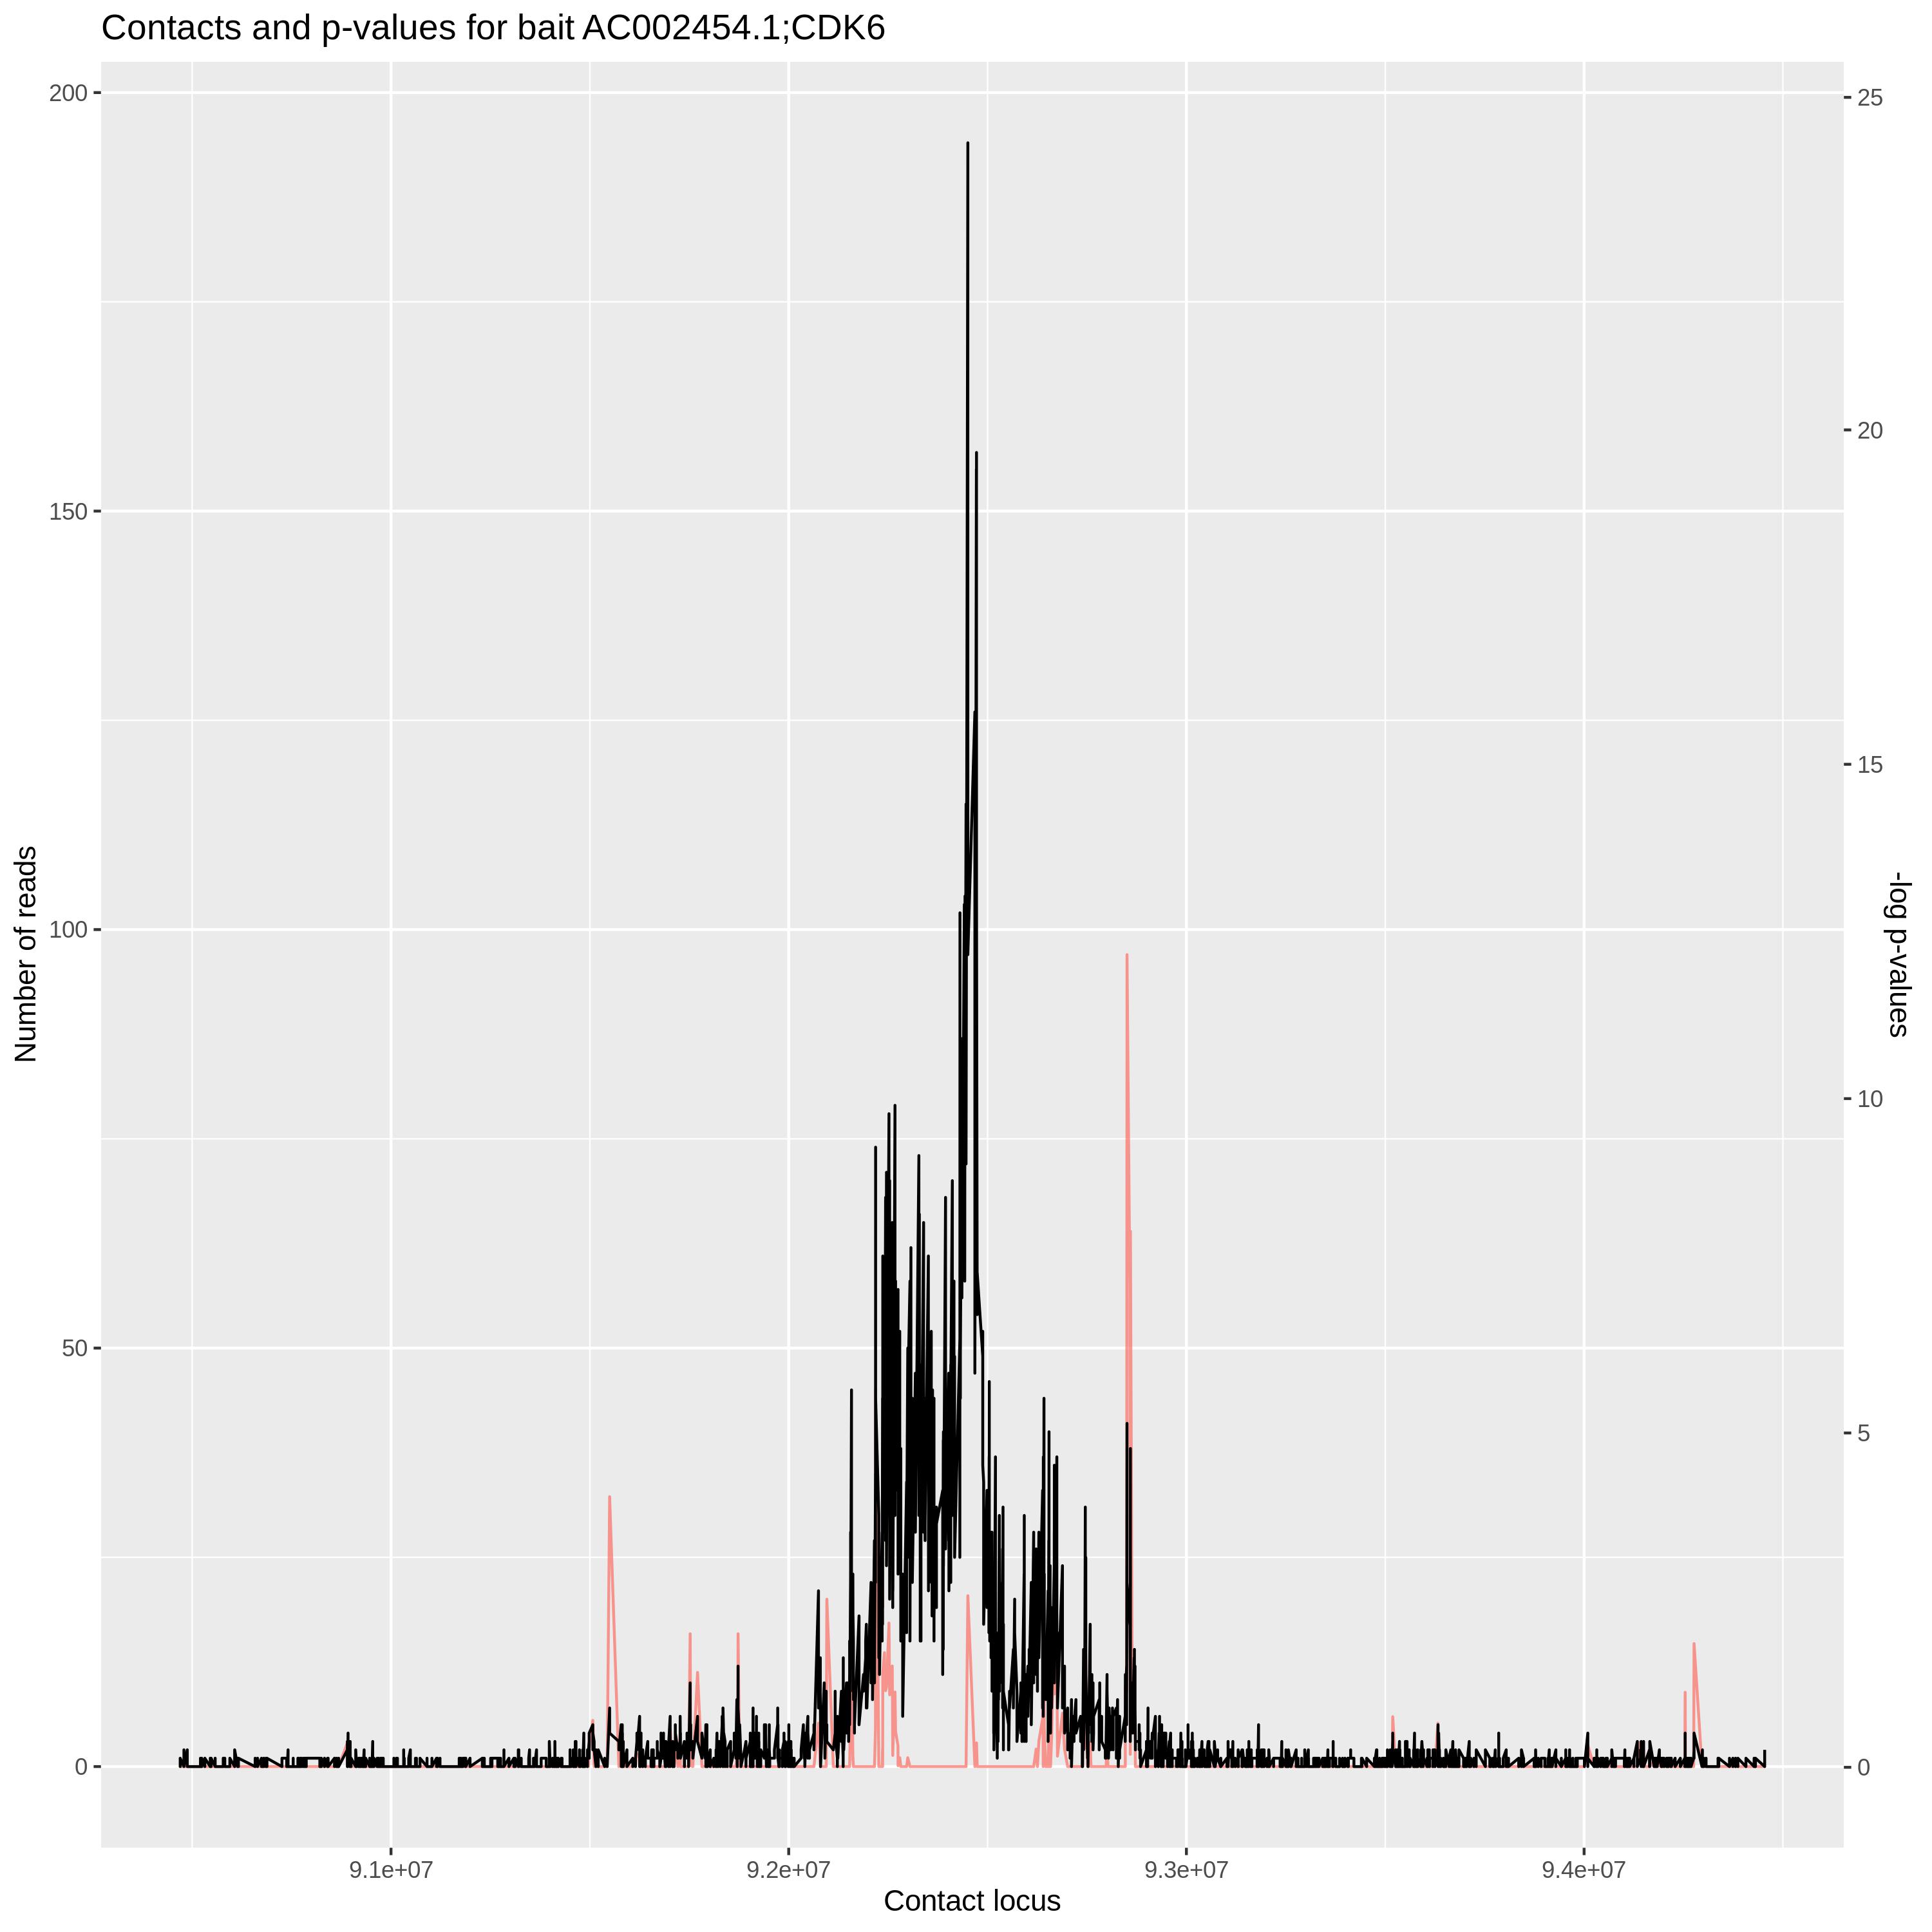 Contacts and p-values for bait AC002454.1;CDK6
200
150
100
50
0
Number of reads
25
20
15
10
5
0
-log p-values
9.1e+07
9.2e+07
9.3e+07
9.4e+07
Contact locus